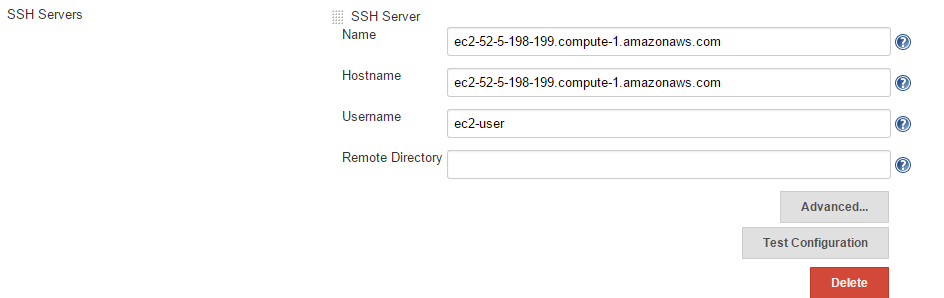 SSH Servers
SSH Server
Name
ec2-52-5-198-199.compute-1.amazonaws.com
Hostname
ec2-52-5-198-199.compute-1.amazonaws.com
Username
ec2-user
Remote Directory
Advanced...
Test Configuration
Delete